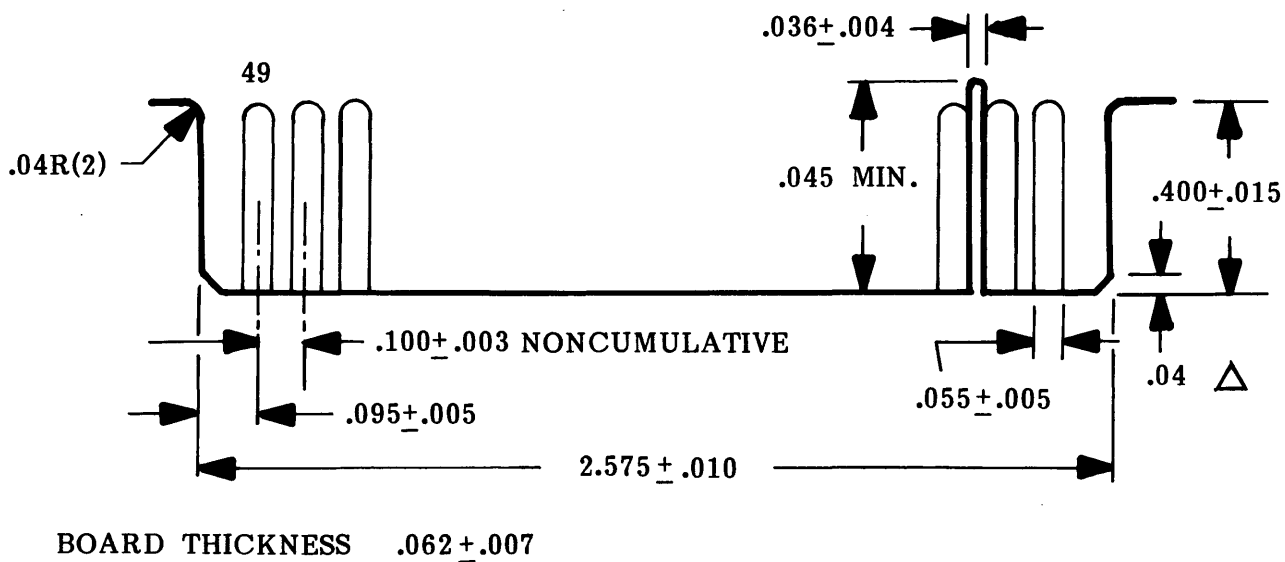 .036±.004
49
.04R(2)
.045 MIN.
.400±.015
.100±.003 NONCUMULATIVE
.04 △
.055±.005
.095±.005
2.575±.010
BOARD THICKNESS .062±.007